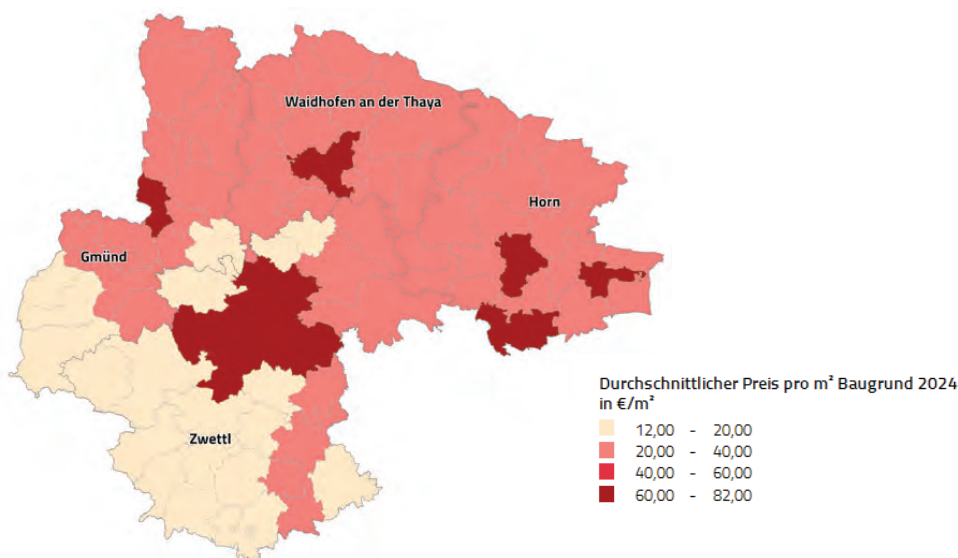 Waidhofen an der Thaya
Horn
Gmünd
Zwettl
Durchschnittlicher Preis pro m² Baugrund 2024
in €/m²
12,00 - 20,00
20,00 - 40,00
40,00 - 60,00
60,00 - 82,00